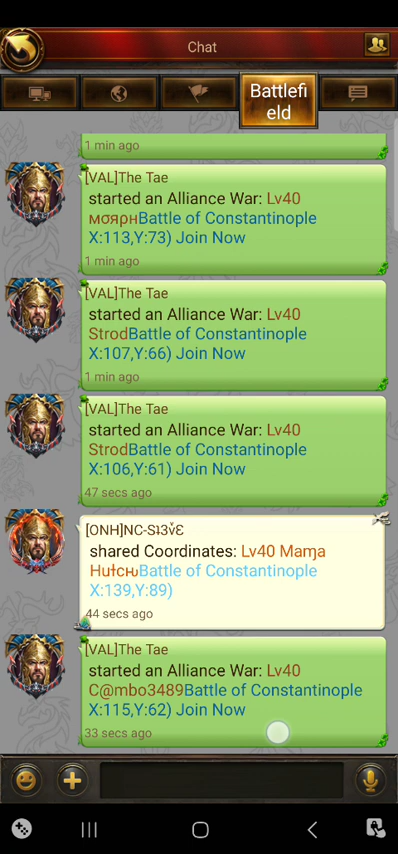 Chat
Battlefi
eld
1 min ago
[VAL]The Tae
started an Alliance War: Lv40
мσяρнBattle of Constantinople
X:113,Y:73) Join Now
1 min ago
[VAL]The Tae
started an Alliance War: Lv40
StrodBattle of Constantinople
X:107,Y:66) Join Now
1 min ago
[VAL]The Tae
started an Alliance War: Lv40
StrodBattle of Constantinople
X:106,Y:61) Join Now
47 secs ago
shared Coordinates: Lv40
Battle of Constantinople
X:139,Y:89)
44 secs ago
[VAL]The Tae
started an Alliance War: Lv40
C@mbo3489Battle of Constantinople
X:115,Y:62) Join Now
33 secs ago